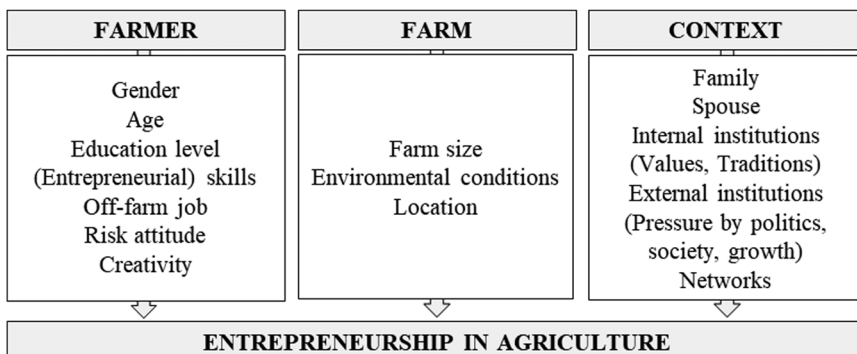 FARMER
Gender
Age
Education level
(Entrepreneurial) skills
Off-farm job
Risk attitude
Creativity
FARM
Farm size
Environmental conditions
Location
CONTEXT
Family
Spouse
Internal institutions
(Values, Traditions)
External institutions
(Pressure by politics,
society, growth)
Networks
ENTREPRENEURSHIP IN AGRICULTURE